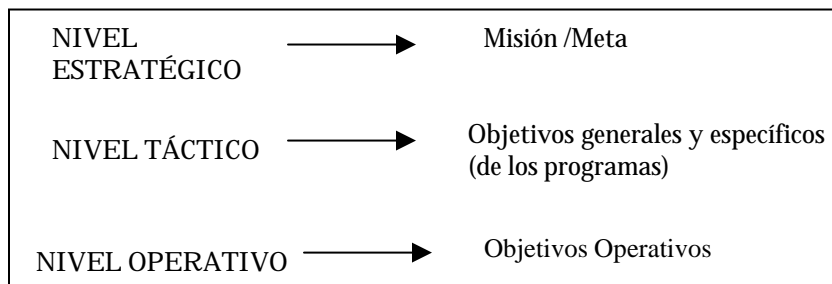 NIVEL
ESTRATÉGICO
Misión /Meta
NIVEL TÁCTICO
Objetivos generales y específicos
(de los programas)
NIVEL OPERATIVO
Objetivos Operativos